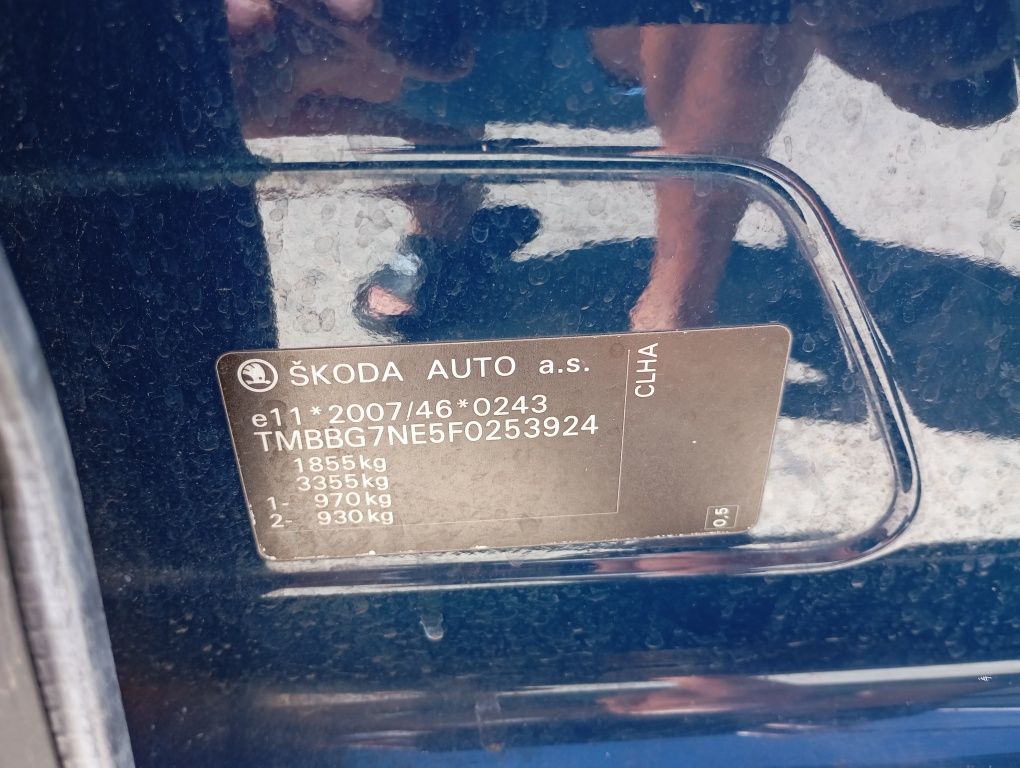 ŠKODA AUTO a.s.
e11*2007/46*0243
TMBBG7NE5F0253924
1855kg
3355kg
1- 970kg
2- 930kg
CLHA
0,5